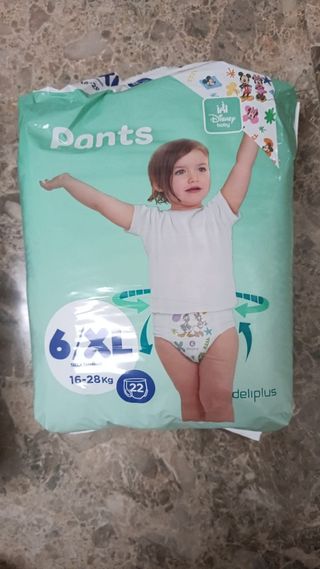 Pants
Disney
baby
6/XL
16-28Kg
22
deliplus